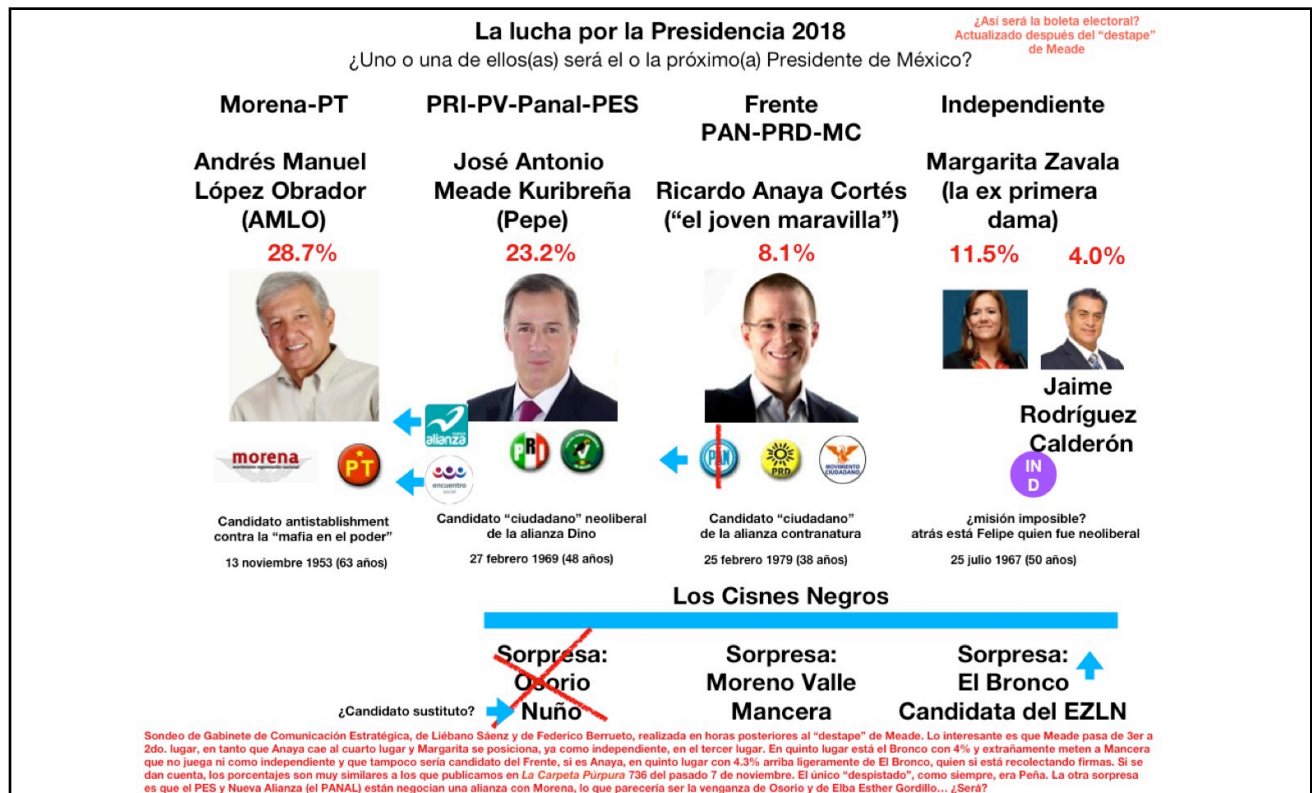 La lucha por la Presidencia 2018
¿Uno o una de ellos(as) será el o la próximo(a) Presidente de México?
¿Así será la boleta electoral?
Actualizado después del “destape”
de Meade
Morena-PT
Andrés Manuel
López Obrador
(AMLO)
28.7%
morena
PT
Candidato antistablishment
contra la “mafia en el poder”
13 noviembre 1953 (63 años)
PRI-PV-Panal-PES
José Antonio
Meade Kuribreña
(Pepe)
23.2%
alianza
encuentro
social
PRI
Candidato “ciudadano” neoliberal
de la alianza Dino
27 febrero 1969 (48 años)
Frente
PAN-PRD-MC
Ricardo Anaya Cortés
(“el joven maravilla”)
8.1%
PAN
PRD
MOVIMIENTO
CIUDADANO
Candidato “ciudadano”
de la alianza contranatura
25 febrero 1979 (38 años)
Independiente
Margarita Zavala
(la ex primera
dama)
11.5% 4.0%
Jaime
Rodríguez
Calderón
IN
D
¿misión imposible?
atrás está Felipe quien fue neoliberal
25 julio 1967 (50 años)
Los Cisnes Negros
Sorpresa:
Osorio
Nuño
¿Candidato sustituto?
Sorpresa:
Moreno Valle
Mancera
Sorpresa:
El Bronco
Candidata del EZLN
Sondeo de Gabinete de Comunicación Estratégica, de Liébano Sáenz y de Federico Berrueto, realizada en horas posteriores al “destape” de Meade. Lo interesante es que Meade pasa de 3er a
2do. lugar, en tanto que Anaya cae al cuarto lugar y Margarita se posiciona, ya como independiente, en el tercer lugar. En quinto lugar está el Bronco con 4% y extrañamente meten a Mancera
que no juega ni como independiente y que tampoco sería candidato del Frente, si es Anaya, en quinto lugar con 4.3% arriba ligeramente de El Bronco, quien si está recolectando firmas. Si se
dan cuenta, los porcentajes son muy similares a los que publicamos en La Carpeta Púrpura 736 del pasado 7 de noviembre. El único “despistado”, como siempre, era Peña. La otra sorpresa
es que el PES y Nueva Alianza (el PANAL) están negocian una alianza con Morena, lo que parecería ser la venganza de Osorio y de Elba Esther Gordillo... ¿Será?